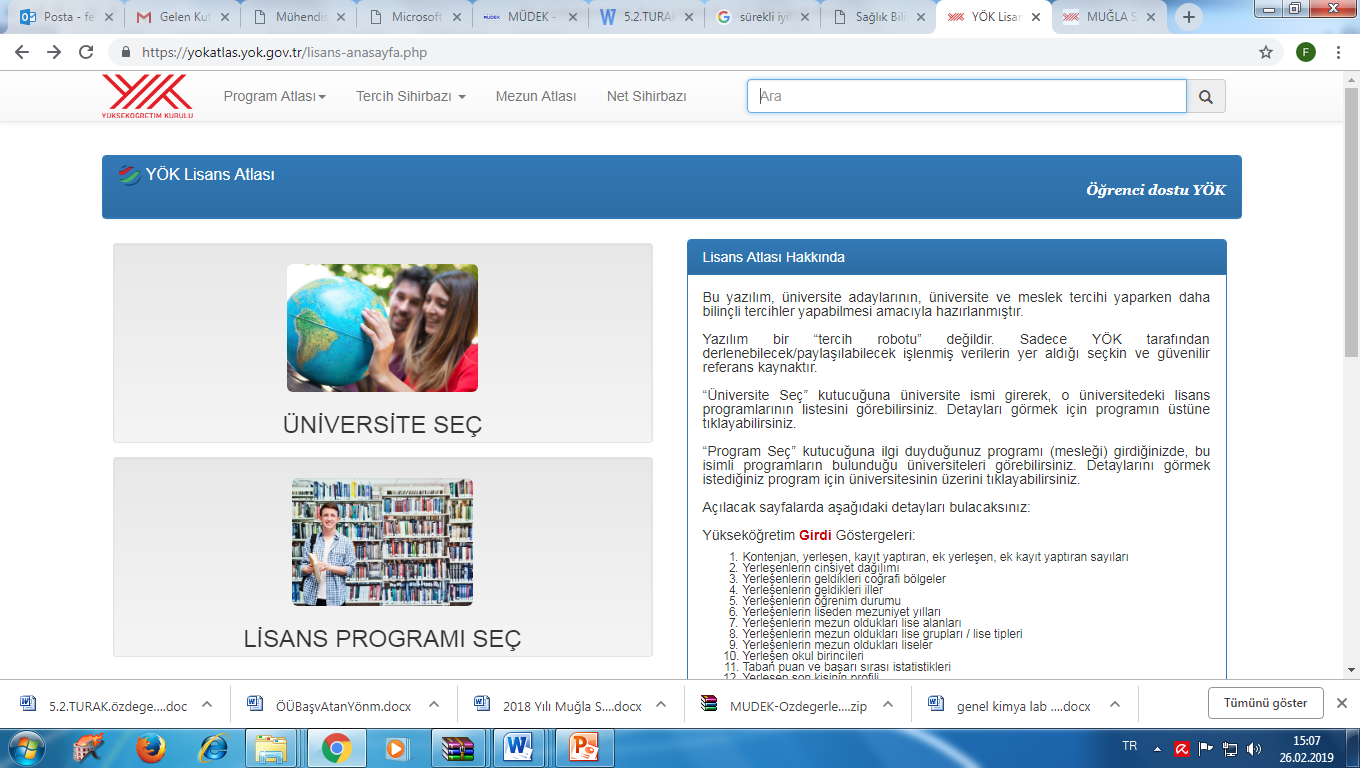 Posta - fe
Gelen Kut
Mühendis
Microsoft
MÜDEK -
5.2.TURAK
sürekli iyil
Sağlık Bili
YÖK Lisan
MUĞLA S
https://yokatlas.yok.gov.tr/lisans-anasayfa.php
F
YÜKSEKÖĞRETİM KURULU
Program Atlası
Tercih Sihirbazı
Mezun Atlası
Net Sihirbazı
Ara
YÖK Lisans Atlası
Öğrenci dostu YÖK
ÜNİVERSİTE SEÇ
LİSANS PROGRAMI SEÇ
Lisans Atlası Hakkında
Bu yazılım, üniversite adaylarının, üniversite ve meslek tercihi yaparken daha
bilinçli tercihler yapabilmesi amacıyla hazırlanmıştır.
Yazılım bir “tercih robotu” değildir. Sadece YÖK tarafından
derlenebilecek/paylaşılabilecek işlenmiş verilerin yer aldığı seçkin ve güvenilir
referans kaynaktır.
“Üniversite Seç” kutucuğuna üniversite ismi girerek, o üniversitedeki lisans
programlarının listesini görebilirsiniz. Detayları görmek için programın üstüne
tıklayabilirsiniz.
“Program Seç” kutucuğuna ilgi duyduğunuz programı (mesleği) girdiğinizde, bu
isimli programların bulunduğu üniversiteleri görebilirsiniz. Detaylarını görmek
istediğiniz program için üniversitesinin üzerini tıklayabilirsiniz.
Açılacak sayfalarda aşağıdaki detayları bulacaksınız:
Yükseköğretim Girdi Göstergeleri:
1. Kontenjan, yerleşen, kayıt yaptıran, ek yerleşen, ek kayıt yaptıran sayıları
2. Yerleşenlerin cinsiyet dağılımı
3. Yerleşenlerin geldikleri coğrafi bölgeler
4. Yerleşenlerin geldikleri iller
5. Yerleşenlerin öğrenim durumu
6. Yerleşenlerin liseden mezuniyet yılları
7. Yerleşenlerin mezun oldukları lise alanları
8. Yerleşenlerin mezun oldukları lise grupları / lise tipleri
9. Yerleşenlerin mezun oldukları liseler
10. Yerleşen okul birincileri
11. Taban puan ve başarı sırası istatistikleri
12. Yerleşen son kişinin profili
5.2.TURAK.özdege....doc
ÖÜBaşvAtanYönm.docx
2018 Yılı Muğla S....docx
MUDEK-Ozdegerle....zip
genel kimya lab ....docx
Tümünü göster
TR
15:07
26.02.2019